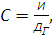 С = И / Д_Г,